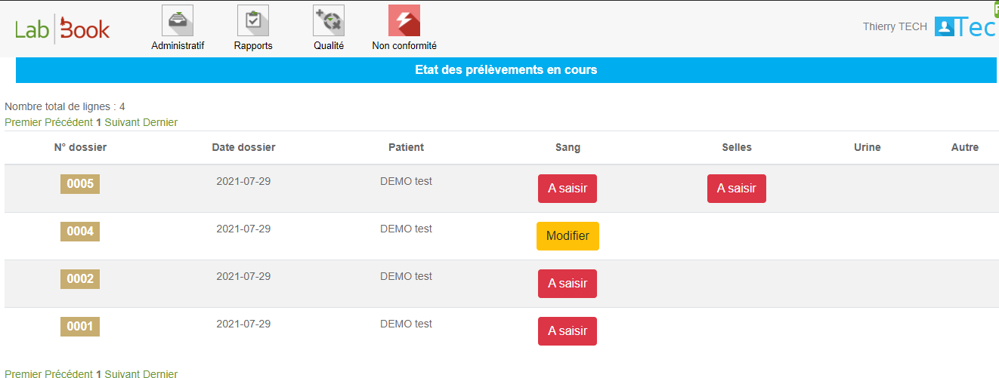 Lab Book
Administratif
Rapports
Qualité
Non conformité
Thierry TECH
Tec
Etat des prélèvements en cours
Nombre total de lignes : 4
Premier Précédent 1 Suivant Dernier
N° dossier Date dossier Patient Sang Selles Urine Autre
0005 2021-07-29 DEMO test A saisir A saisir
0004 2021-07-29 DEMO test Modifier
0002 2021-07-29 DEMO test A saisir
0001 2021-07-29 DEMO test A saisir
Premier Précédent 1 Suivant Dernier